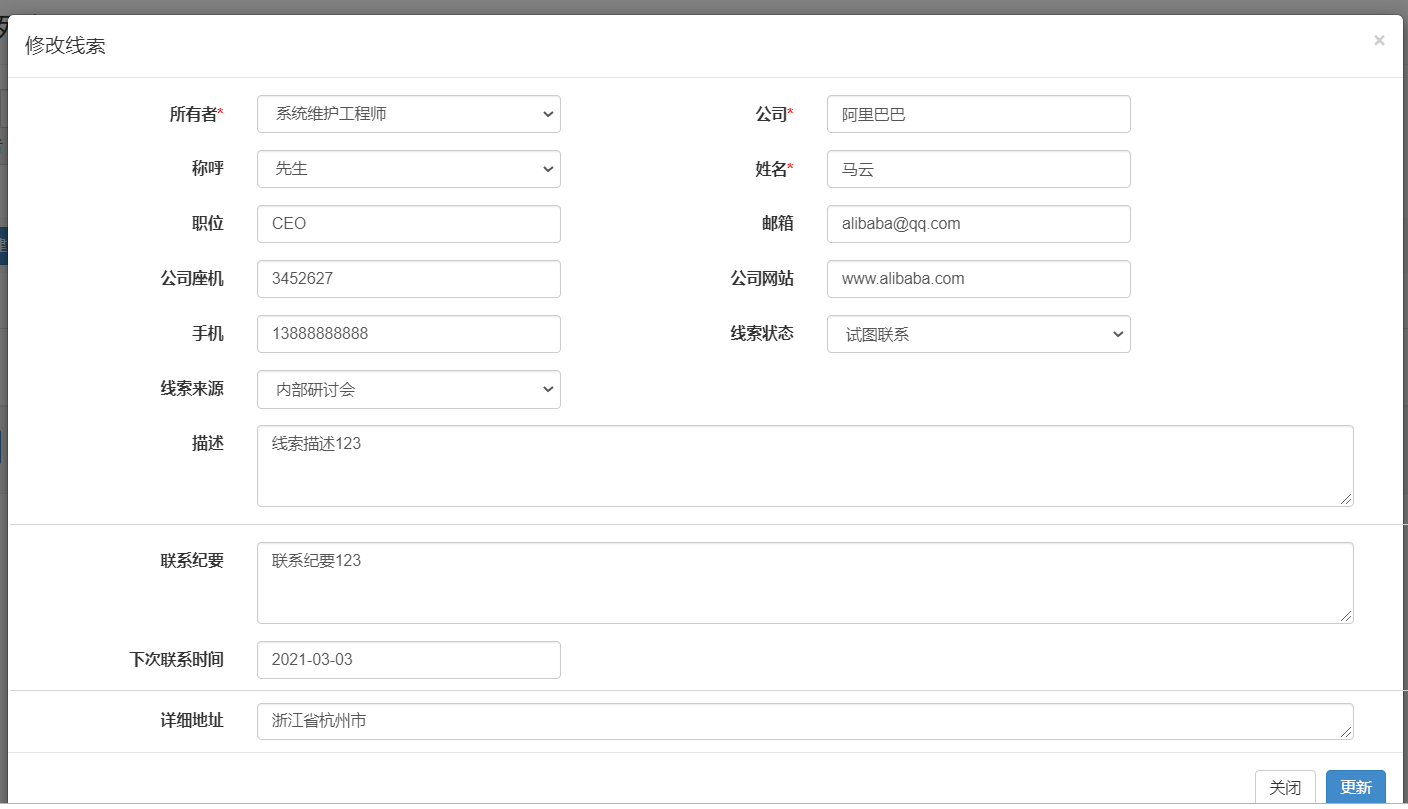 修改线索 ×
所有者* 系统维护工程师 公司* 阿里巴巴
称呼 先生 姓名* 马云
职位 CEO 邮箱 alibaba@qq.com
公司座机 3452627 公司网站 www.alibaba.com
手机 13888888888 线索状态 试图联系
线索来源 内部研讨会
描述 线索描述123
联系纪要 联系纪要123
下次联系时间 2021-03-03
详细地址 浙江省杭州市
关闭 更新